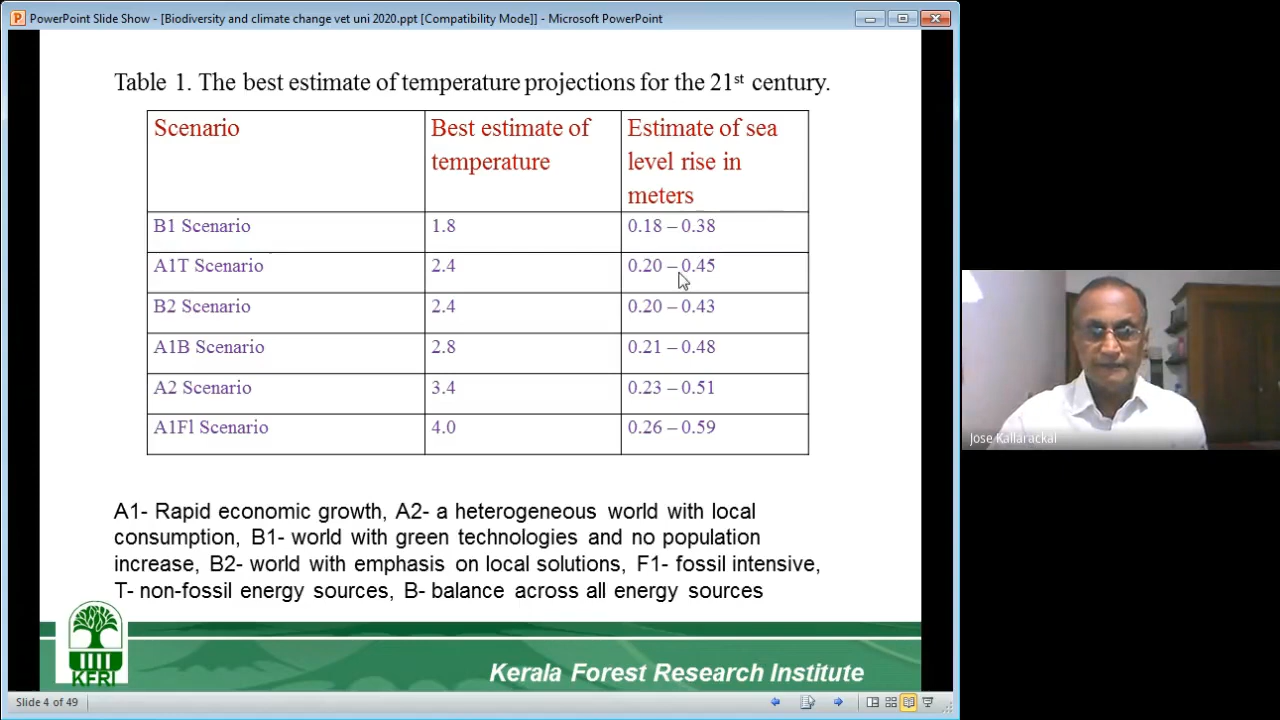 PowerPoint Slide Show - [Biodiversity and climate change vet uni 2020.ppt [Compatibility Mode]] - Microsoft PowerPoint
Table 1. The best estimate of temperature projections for the 21st century.
Scenario
Best estimate of
temperature
Estimate of sea
level rise in
meters
B1 Scenario 1.8 0.18 – 0.38
A1T Scenario 2.4 0.20 – 0.45
B2 Scenario 2.4 0.20 – 0.43
A1B Scenario 2.8 0.21 – 0.48
A2 Scenario 3.4 0.23 – 0.51
A1Fl Scenario 4.0 0.26 – 0.59
A1- Rapid economic growth, A2- a heterogeneous world with local
consumption, B1- world with green technologies and no population
increase, B2- world with emphasis on local solutions, F1- fossil intensive,
T- non-fossil energy sources, B- balance across all energy sources
KFRI
Kerala Forest Research Institute
Slide 4 of 49
Jose Kallarackal